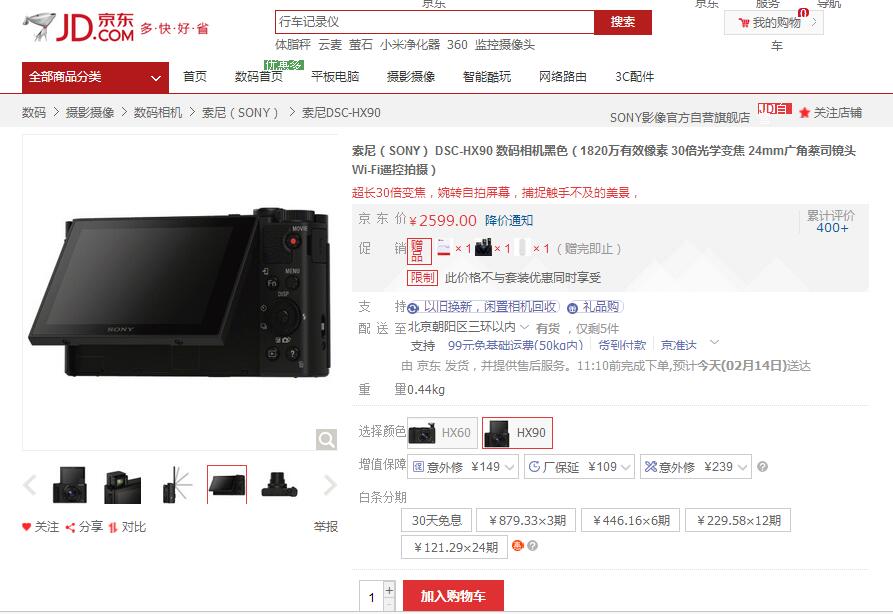 京东
京东 服务 导航
JD京东.COM 多·快·好·省
行车记录仪 搜索
我的购物车 0
体脂秤 云麦 萤石 小米净化器 360 监控摄像头
优惠多
全部商品分类 首页 数码首页 平板电脑 摄影摄像 智能酷玩 网络路由 3C配件
数码 > 摄影摄像 > 数码相机 > 索尼（SONY） > 索尼DSC-HX90
SONY影像官方自营旗舰店 JD自 关注店铺
索尼（SONY） DSC-HX90 数码相机黑色（1820万有效像素 30倍光学变焦 24mm广角蔡司镜头
Wi-Fi遥控拍摄）
超长30倍变焦，婉转自拍屏幕，捕捉触手不及的美景，
京东价 ￥2599.00 降价通知
累计评价
400+
促销 赠品 ×1 ×1 ×1（赠完即止）
限制 此价格不与套装优惠同时享受
支持 以旧换新，闲置相机回收 礼品购
配送至 北京朝阳区三环以内 有货 ，仅剩5件
支持 99元免基础运费(50kg内) 货到付款 京准达
由 京东 发货，并提供售后服务。11:10前完成下单,预计今天(02月14日)送达
重量 0.44kg
MOVIE
MENU
Fn
DISP
SONY
选择颜色 HX60 HX90
增值保障 意外修 ￥149 厂保延 ￥109 意外修 ￥239
白条分期
30天免息 ￥879.33×3期 ￥446.16×6期 ￥229.58×12期
￥121.29×24期 惠
关注 分享 对比 举报
1 + - 加入购物车